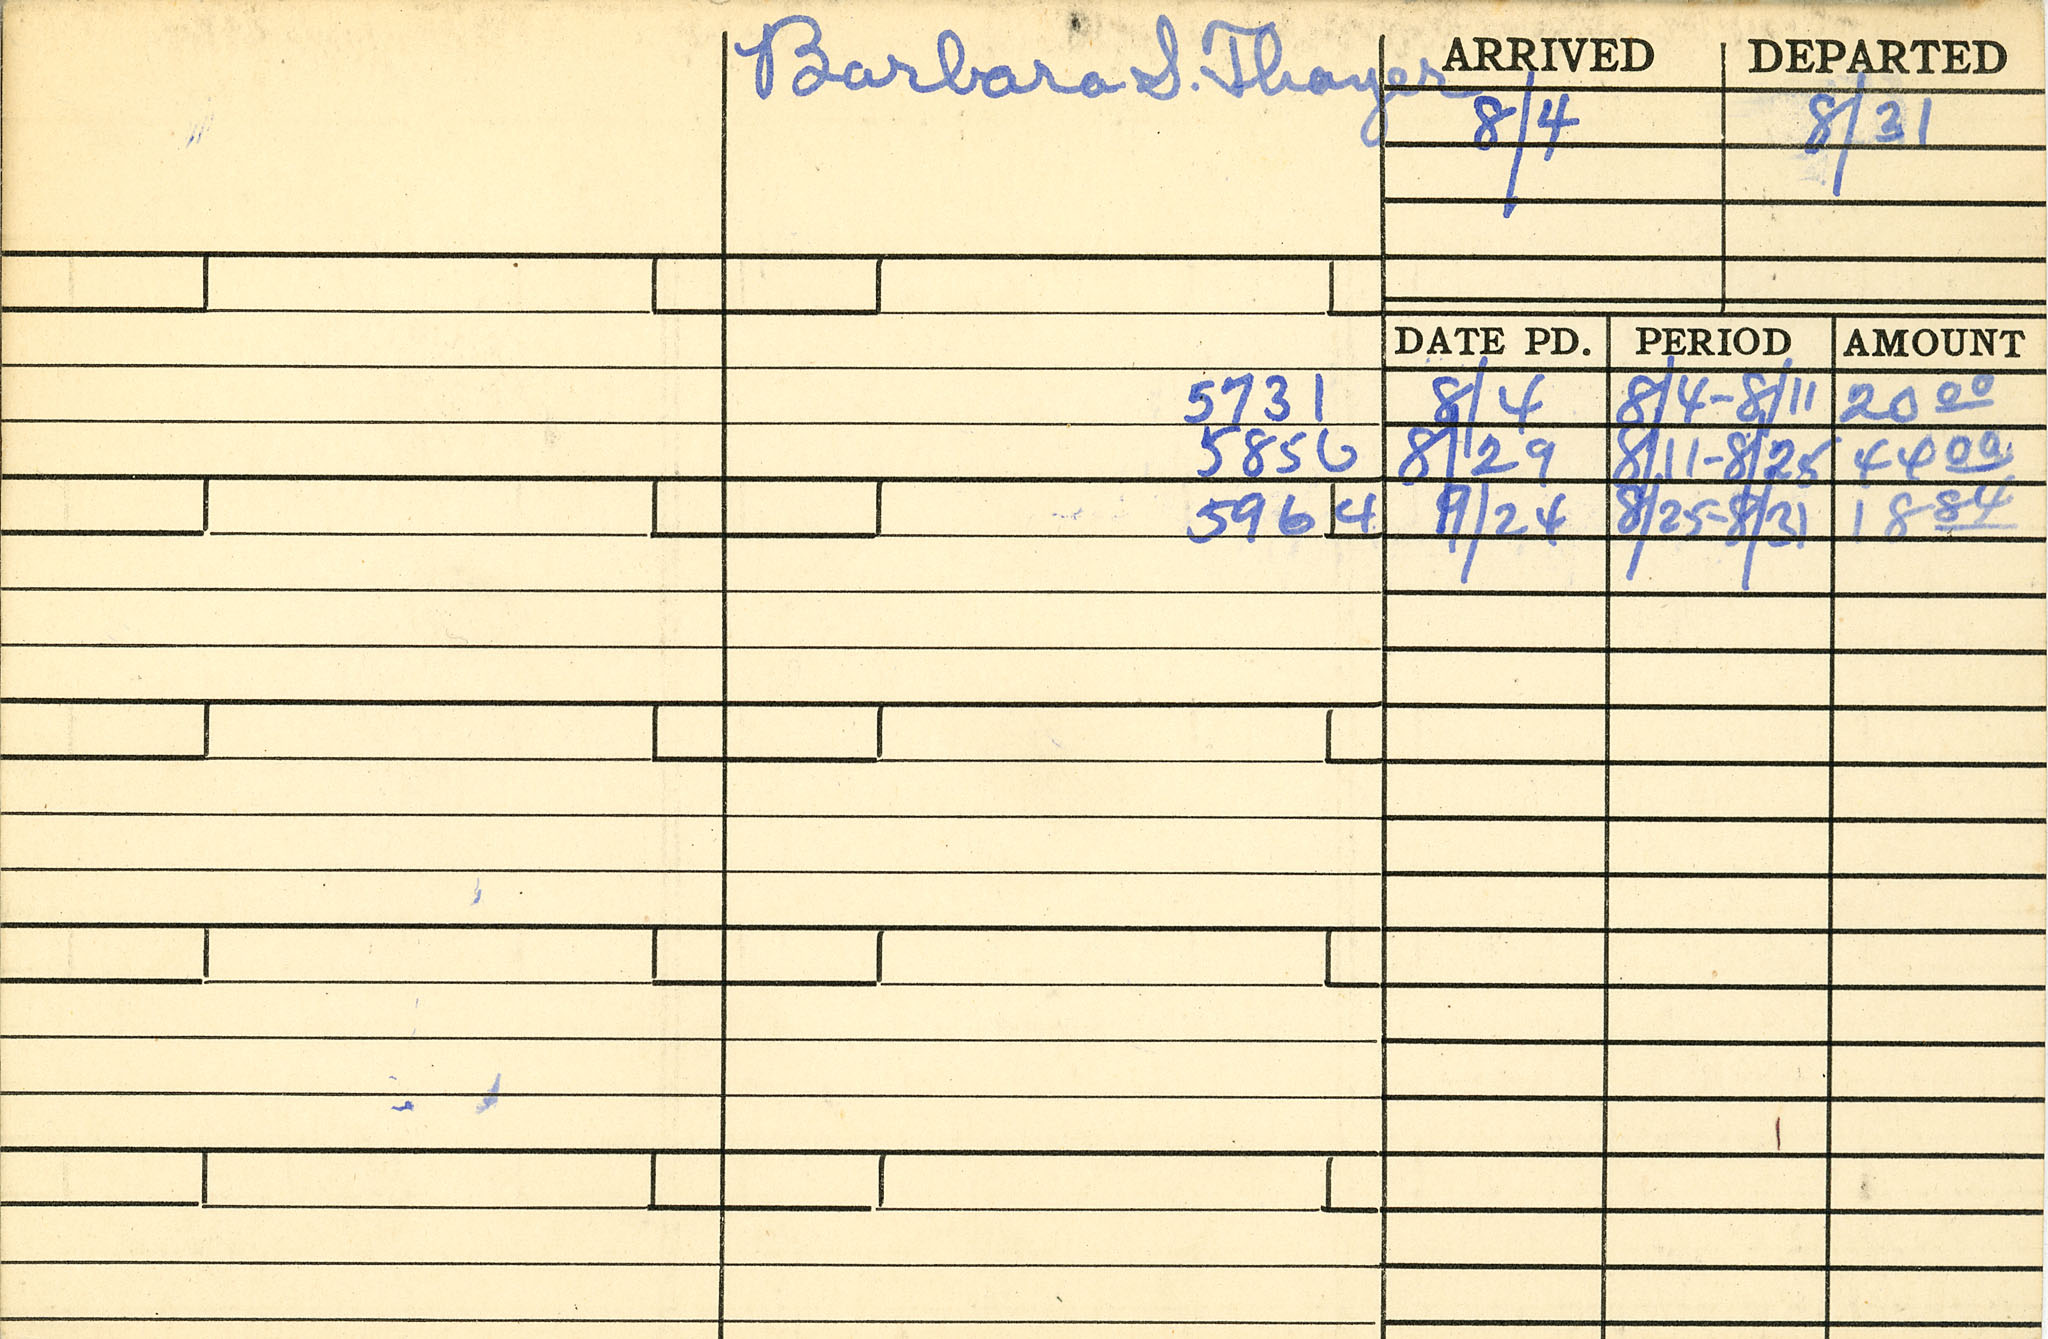 Barbara S. Thayer ARRIVED DEPARTED
8/4 8/31
DATE PD. PERIOD AMOUNT
5731 8/4 8/4-8/11 20 00
5856 8/29 8/11-8/25 44 00
5964 9/24 8/25-8/31 18 84